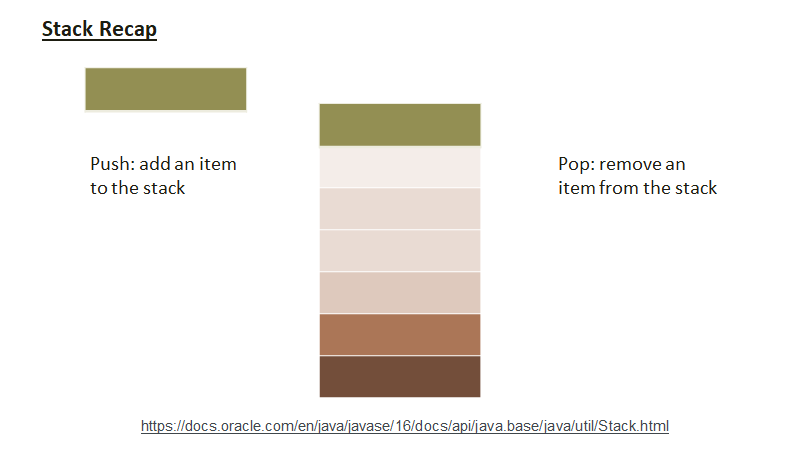 Stack Recap
Push: add an item
to the stack
Pop: remove an
item from the stack
https://docs.oracle.com/en/java/javase/16/docs/api/java.base/java/util/Stack.html